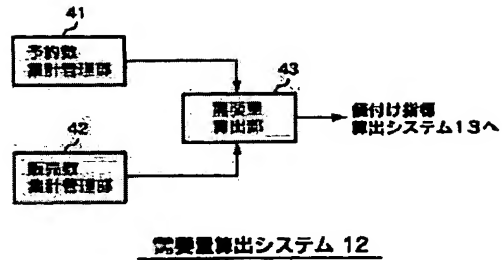 41
予約数
集計管理部
43
需要量
算出部
値付け指標
算出システム13へ
42
販売数
集計管理部
需要量算出システム 12